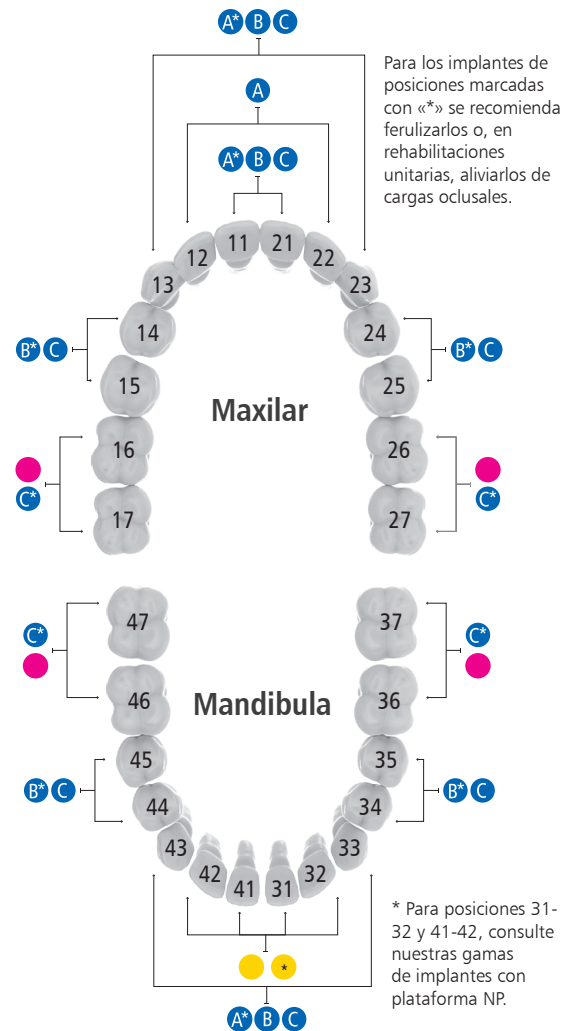 A* B C
A
A* B C
Para los implantes de
posiciones marcadas
con «*» se recomienda
ferulizarlos o, en
rehabilitaciones
unitarias, aliviarlos de
cargas oclusales.
11 21
12 22
13 23
14 24
B* C B* C
15 25
Maxilar
16 26
C* C*
17 27
47 37
C* C*
46 36
Mandibula
45 35
B* C B* C
44 34
43 33
42 32
41 31
*
A* B C
* Para posiciones 31-
32 y 41-42, consulte
nuestras gamas
de implantes con
plataforma NP.